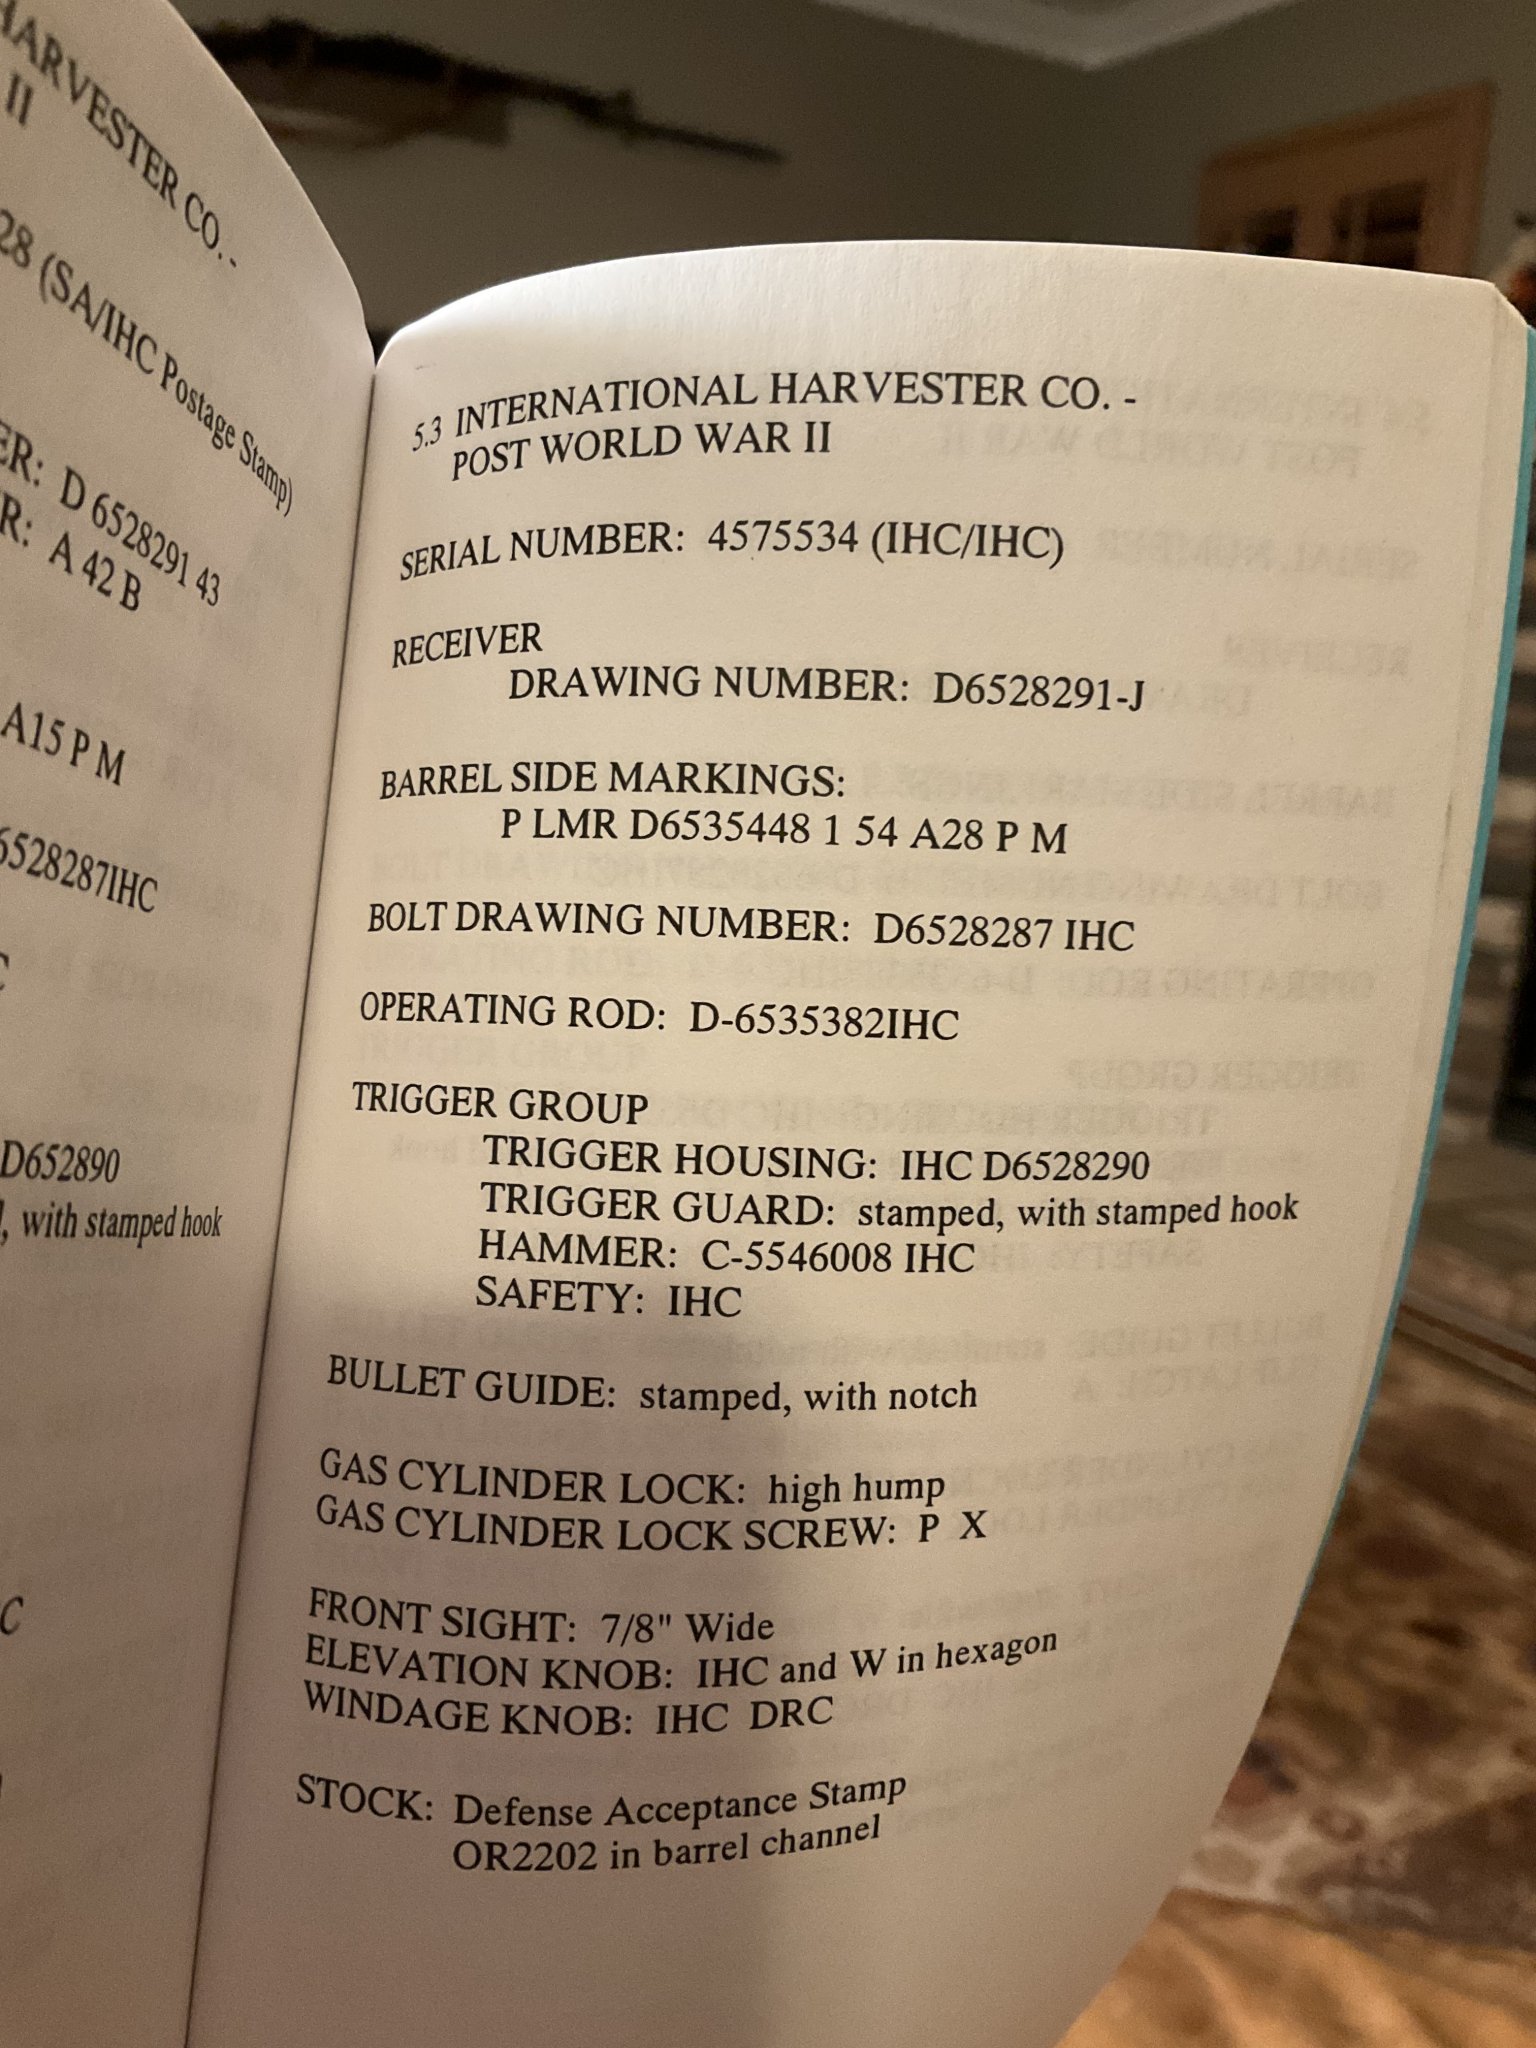 HARVESTER CO. -
II
28 (SA/IHC Postage Stamp)
ER: D 6528291 43
R: A 42 B
A15 P M
6528287IHC
C
D652890
, with stamped hook
C
5.3 INTERNATIONAL HARVESTER CO. -
POST WORLD WAR II
SERIAL NUMBER: 4575534 (IHC/IHC)
RECEIVER
DRAWING NUMBER: D6528291-J
BARREL SIDE MARKINGS:
P LMR D6535448 1 54 A28 P M
BOLT DRAWING NUMBER: D6528287 IHC
OPERATING ROD: D-6535382IHC
TRIGGER GROUP
TRIGGER HOUSING: IHC D6528290
TRIGGER GUARD: stamped, with stamped hook
HAMMER: C-5546008 IHC
SAFETY: IHC
BULLET GUIDE: stamped, with notch
GAS CYLINDER LOCK: high hump
GAS CYLINDER LOCK SCREW: P X
FRONT SIGHT: 7/8" Wide
ELEVATION KNOB: IHC and W in hexagon
WINDAGE KNOB: IHC DRC
STOCK: Defense Acceptance Stamp
OR2202 in barrel channel